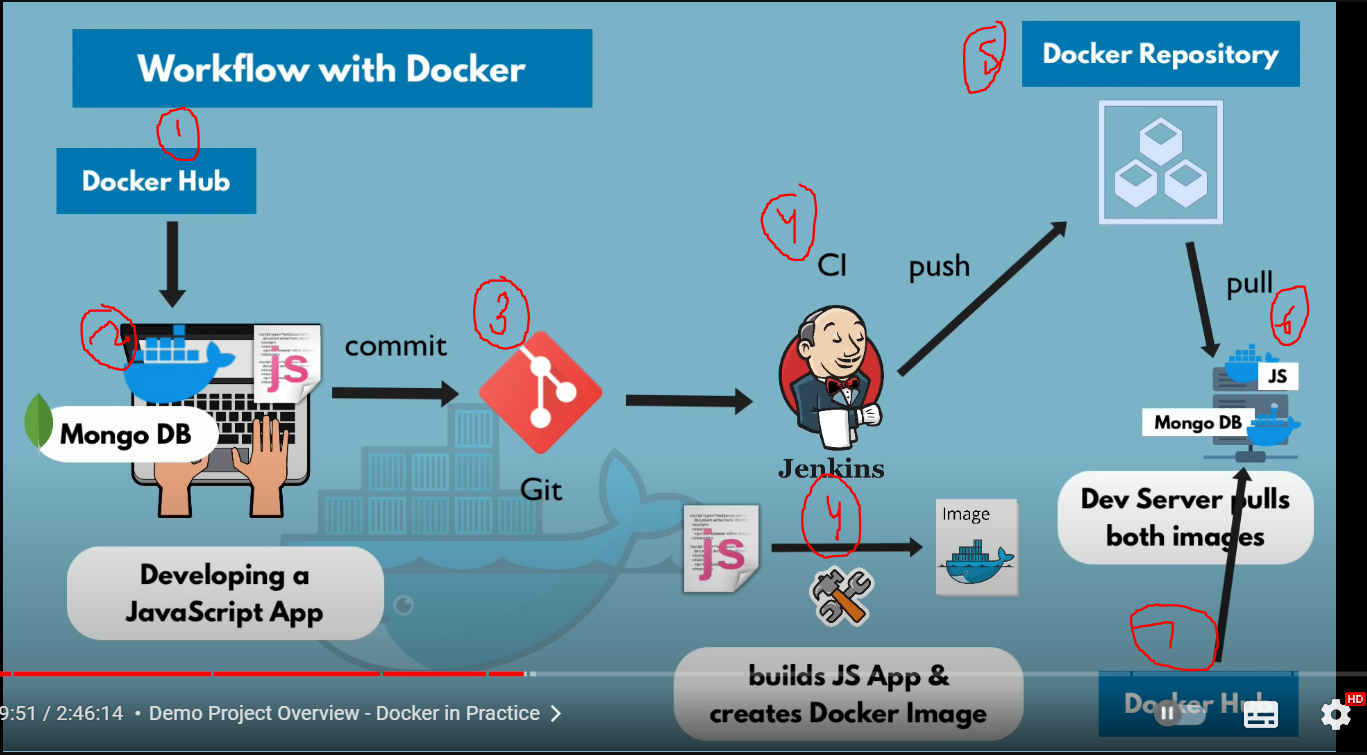 Workflow with Docker
5
Docker Repository
1
Docker Hub
4
CI
push
pull
6
2
3
commit
js
JS
Mongo DB
Mongo DB
Jenkins
Git
4
Dev Server pulls
both images
js
Image
Developing a
JavaScript App
7
builds JS App &
creates Docker Image
Docker Hub
9:51 / 2:46:14 • Demo Project Overview - Docker in Practice
HD